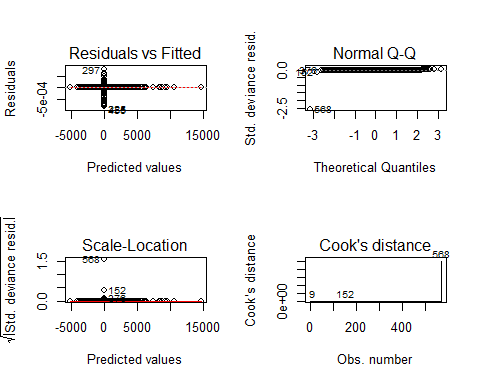 Residuals vs Fitted
Residuals
-5e-04
297
-5000 0 5000 15000
Predicted values
Normal Q-Q
Std. deviance resid.
-2.5 0.0
152
568
-3 -2 -1 0 1 2 3
Theoretical Quantiles
Scale-Location
Std. deviance resid.
0.0 1.5
568
152
-5000 0 5000 15000
Predicted values
Cook's distance
Cook's distance
0e+00
9
152
568
0 200 400
Obs. number